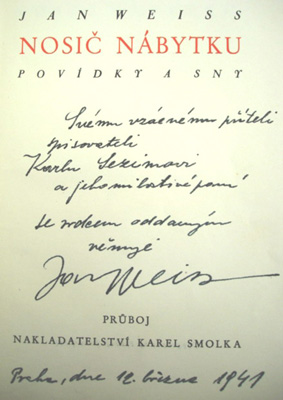 JAN WEISS
NOSIČ NÁBYTKU
POVÍDKY A SNY
Svému vzácnému příteli
spisovateli
Karlu Sezimovi
a jeho milostivé paní
se srdcem oddaným
věnuje
Jan Weiss
PRŮBOJ
NAKLADATELSTVÍ KAREL SMOLKA
Praha, dne 12. března 1941